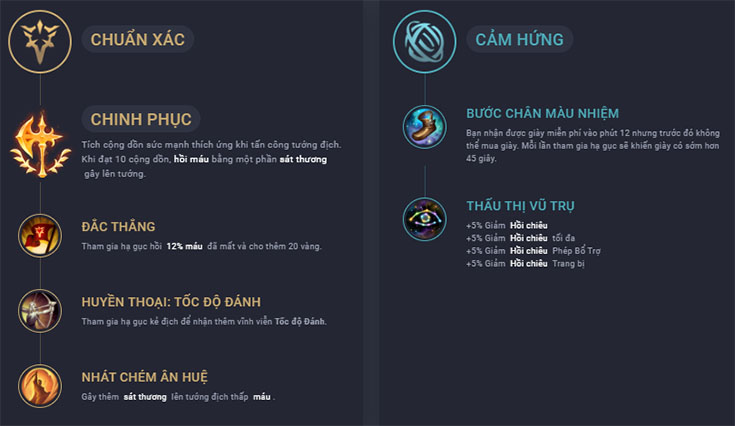 CHUẨN XÁC
CHINH PHỤC
Tích cộng dồn sức mạnh thích ứng khi tấn công tướng địch.
Khi đạt 10 cộng dồn, hồi máu bằng một phần sát thương
gây lên tướng.
ĐẮC THẮNG
Tham gia hạ gục hồi 12% máu đã mất và cho thêm 20 vàng.
HUYỀN THOẠI: TỐC ĐỘ ĐÁNH
Tham gia hạ gục kẻ địch để nhận thêm vĩnh viễn Tốc độ Đánh.
NHÁT CHÉM ÂN HUỆ
Gây thêm sát thương lên tướng địch thấp máu .
CẢM HỨNG
BƯỚC CHÂN MÀU NHIỆM
Bạn nhận được giày miễn phí vào phút 12 nhưng trước đó không
thể mua giày. Mỗi lần tham gia hạ gục sẽ khiến giày có sớm hơn
45 giây.
THẤU THỊ VŨ TRỤ
+5% Giảm Hồi chiêu
+5% Giảm Hồi chiêu tối đa
+5% Giảm Hồi chiêu Phép Bổ Trợ
+5% Giảm Hồi chiêu Trang bị